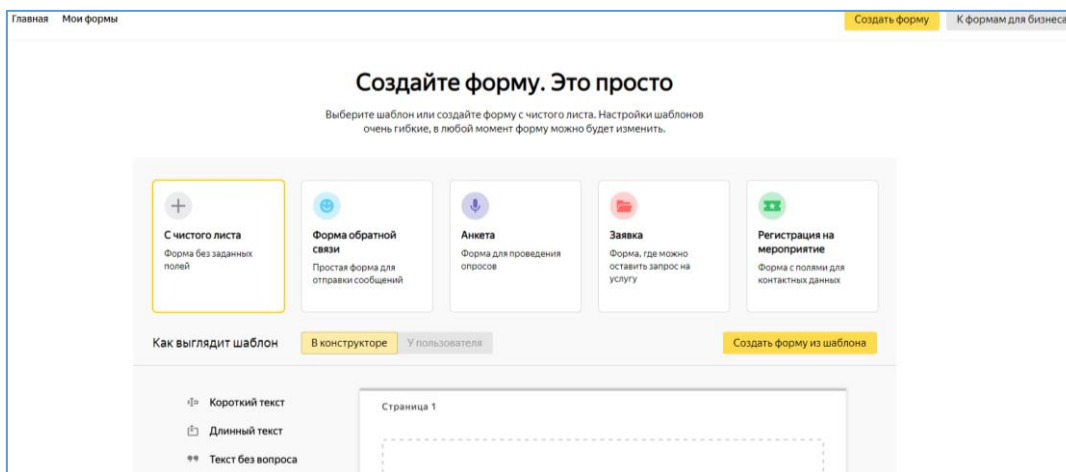 Главная Мои формы Создать форму К формам для бизнеса
Создайте форму. Это просто
Выберите шаблон или создайте форму с чистого листа. Настройки шаблонов
очень гибкие, в любой момент форму можно будет изменить.
С чистого листа
Форма без заданных
полей
Форма обратной
связи
Простая форма для
отправки сообщений
Анкета
Форма для проведения
опросов
Заявка
Форма, где можно
оставить запрос на
услугу
Регистрация на
мероприятие
Форма с полями для
контактных данных
Как выглядит шаблон В конструкторе У пользователя Создать форму из шаблона
Короткий текст
Длинный текст
Текст без вопроса
Страница 1